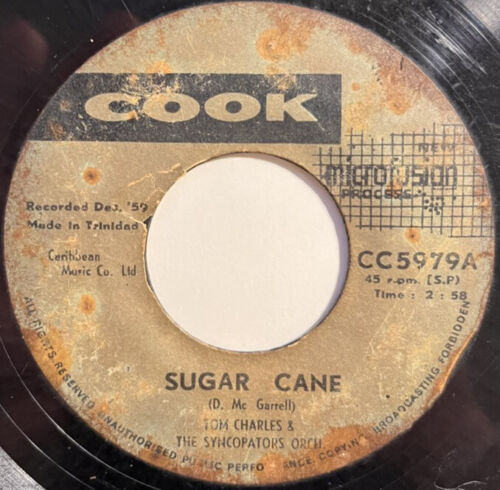 COOK
NEW
microfusion
PROCESS
Recorded Dec. '59
Made in Trinidad
Caribbean
Music Co. Ltd
CC5979A
45 r.p.m. [S.P)
Time : 2 : 58
SUGAR CANE
(D. Mc Garrell)
TOM CHARLES &
THE SYNCOPATORS ORCH.
ALL RIGHTS RESERVED UNAUTHORISED PUBLIC PERFO ANCE, COPYIN BROADCASTING FORBIDDEN